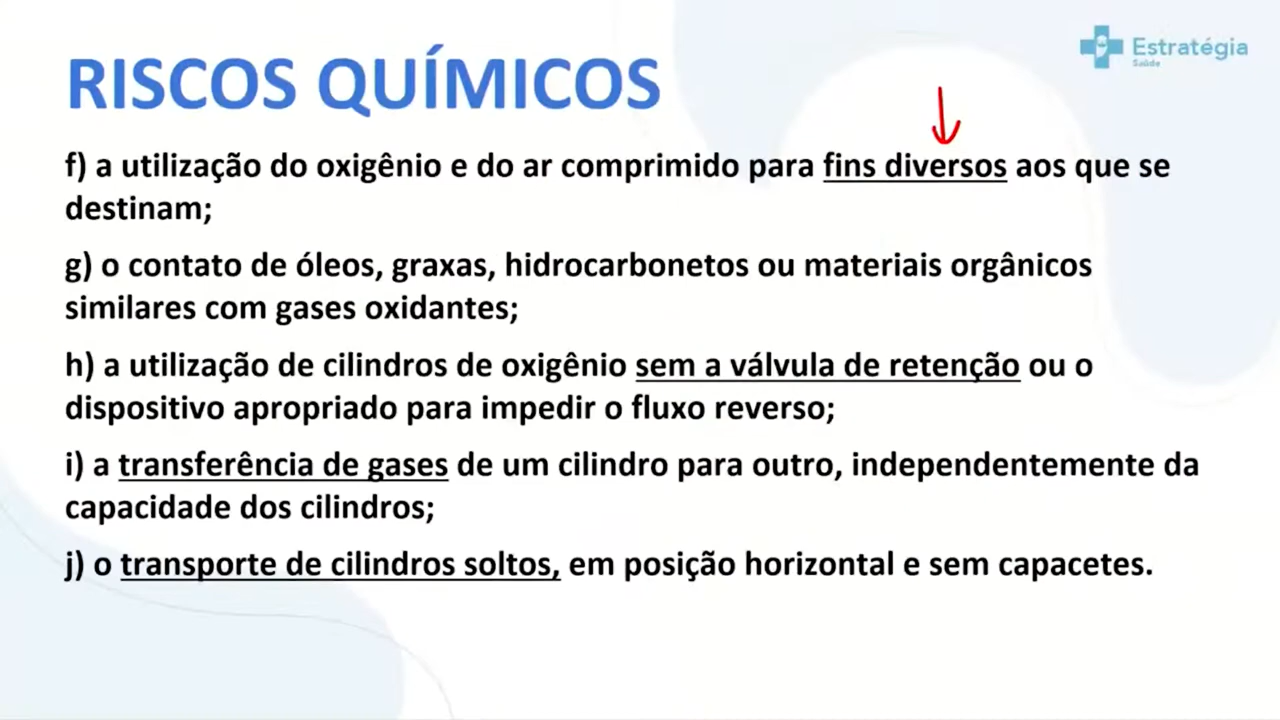 Estratégia
Saúde
RISCOS QUÍMICOS
f) a utilização do oxigênio e do ar comprimido para fins diversos aos que se
destinam;
g) o contato de óleos, graxas, hidrocarbonetos ou materiais orgânicos
similares com gases oxidantes;
h) a utilização de cilindros de oxigênio sem a válvula de retenção ou o
dispositivo apropriado para impedir o fluxo reverso;
i) a transferência de gases de um cilindro para outro, independentemente da
capacidade dos cilindros;
j) o transporte de cilindros soltos, em posição horizontal e sem capacetes.